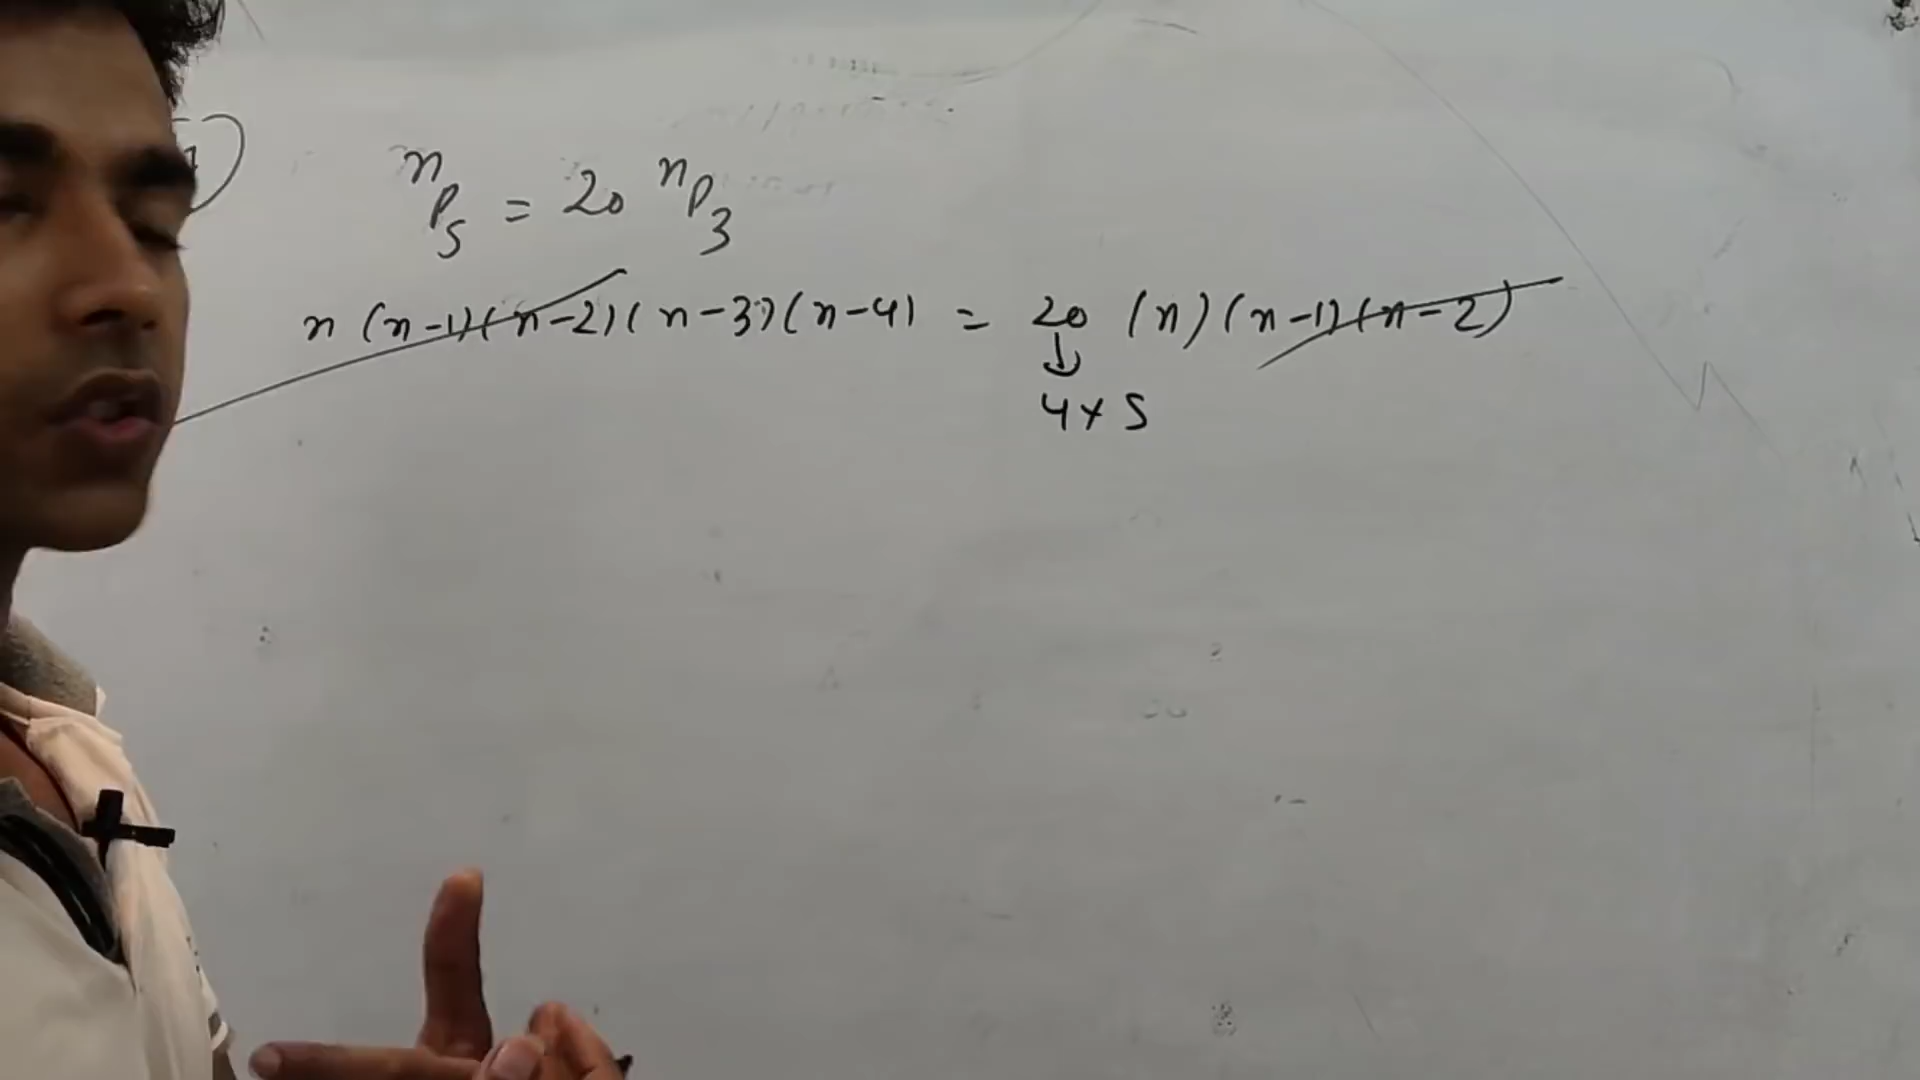 ⁿP₅ = 20 ⁿP₃
n (n-1)(n-2)(n-3)(n-4) = 20 (n)(n-1)(n-2)
↓
4 × 5